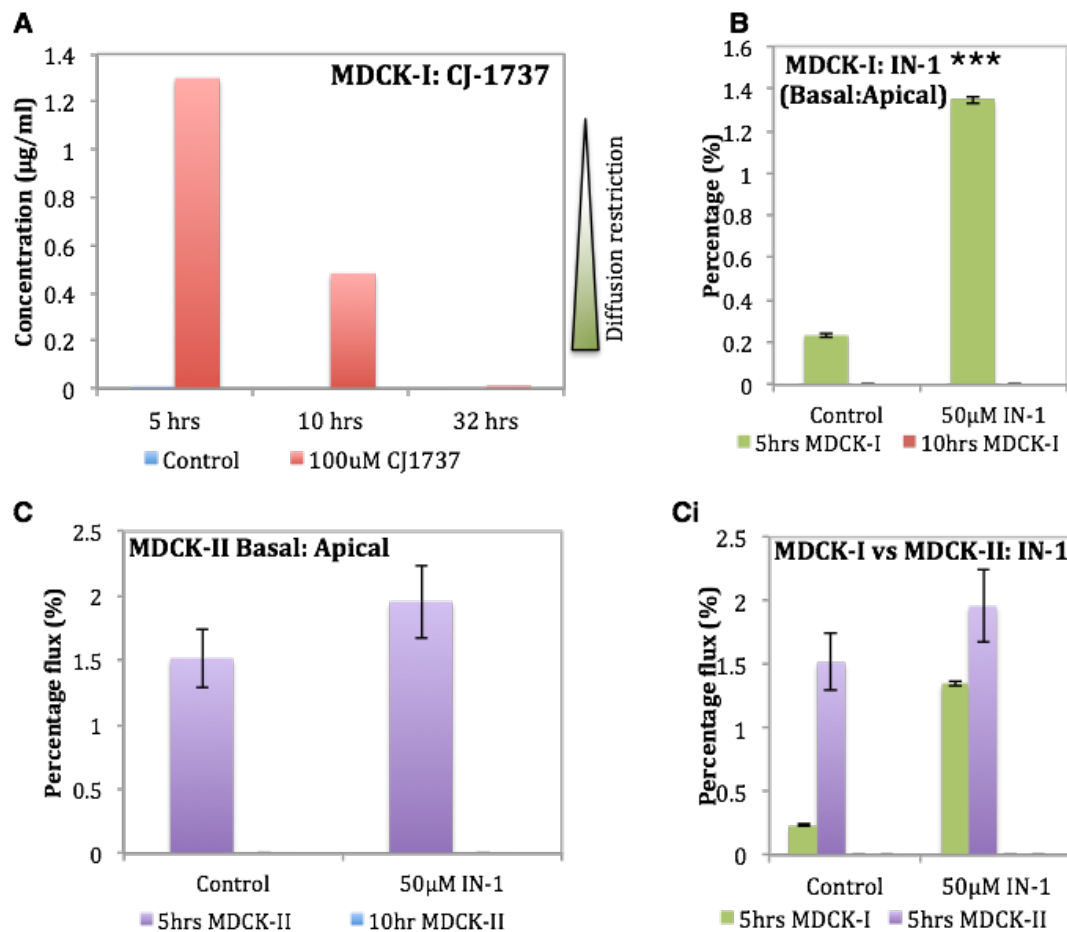 A
MDCK-I: CJ-1737
Concentration (µg/ml)
1.4
1.2
1
0.8
0.6
0.4
0.2
0
5 hrs
10 hrs
32 hrs
Control
100uM CJ1737
Diffusion restriction
B
MDCK-I: IN-1 ***
(Basal:Apical)
Percentage (%)
1.6
1.4
1.2
1
0.8
0.6
0.4
0.2
0
Control
50µM IN-1
5hrs MDCK-I
10hrs MDCK-I
C
MDCK-II Basal: Apical
Percentage flux (%)
2.5
2
1.5
1
0.5
0
Control
50µM IN-1
5hrs MDCK-II
10hr MDCK-II
Ci
MDCK-I vs MDCK-II: IN-1
Percentage flux (%)
2.5
2
1.5
1
0.5
0
Control
50µM IN-1
5hrs MDCK-I
5hrs MDCK-II